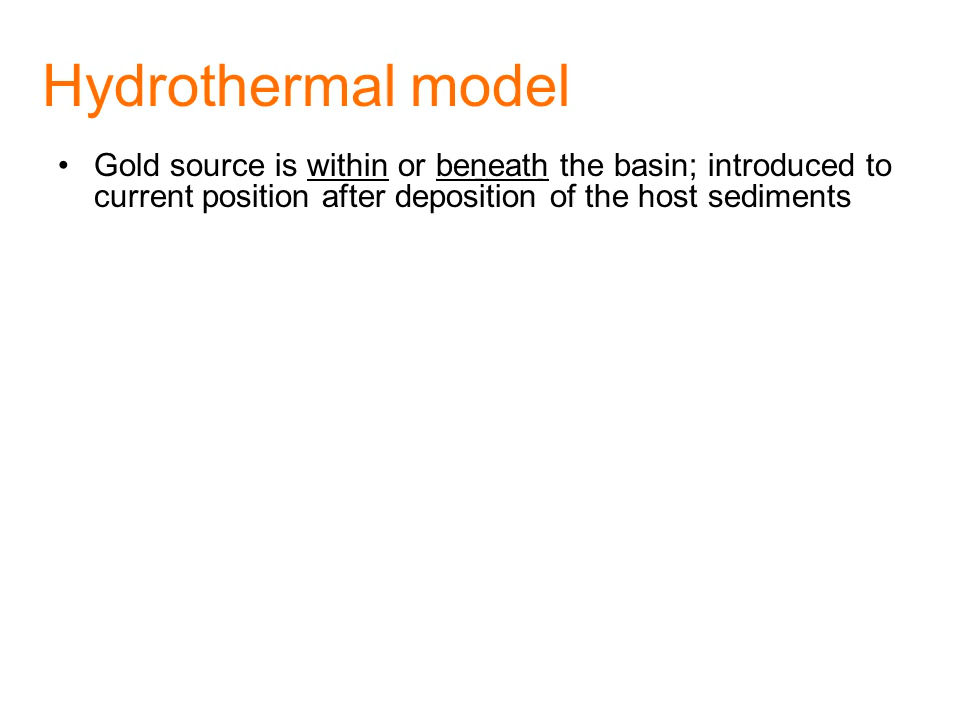 Hydrothermal model
• Gold source is within or beneath the basin; introduced to
current position after deposition of the host sediments